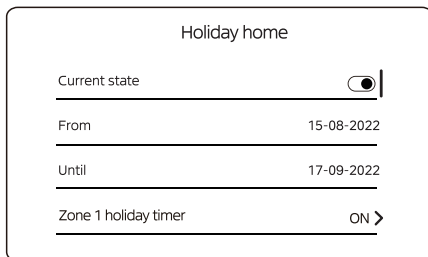 Holiday home
Current state
From 15-08-2022
Until 17-09-2022
Zone 1 holiday timer ON